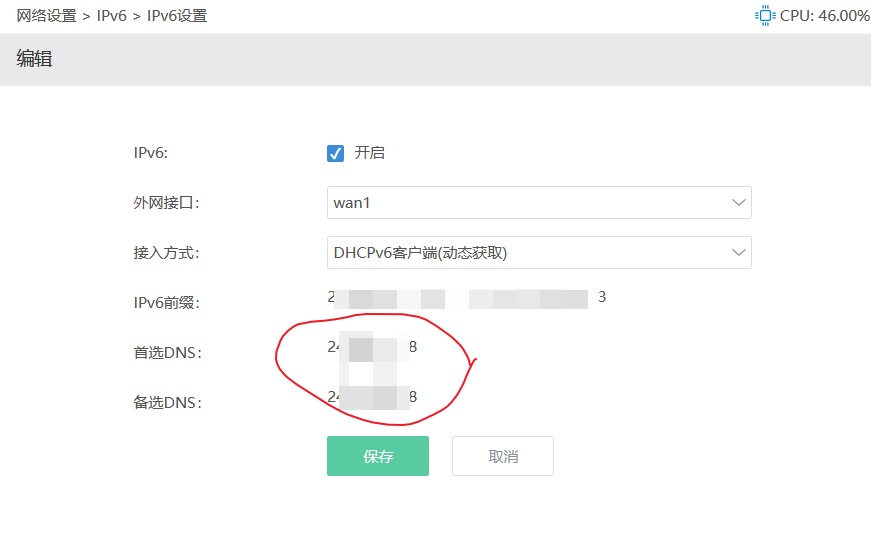 网络设置 > IPv6 > IPv6设置
CPU: 46.00%
编辑
IPv6: 开启
外网接口: wan1
接入方式: DHCPv6客户端(动态获取)
IPv6前缀: 2 3
首选DNS: 24 8
备选DNS: 24 8
保存 取消